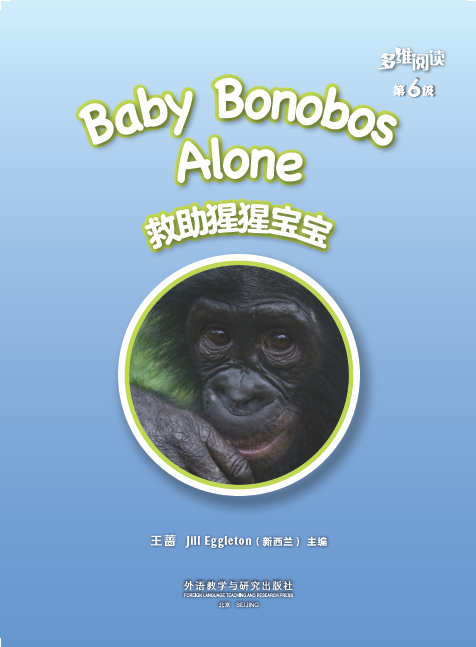 多维阅读
第6级
Baby Bonobos
Alone
救助猩猩宝宝
王蔷 Jill Eggleton（新西兰）主编
外语教学与研究出版社
FOREIGN LANGUAGE TEACHING AND RESEARCH PRESS
北京 BEIJING